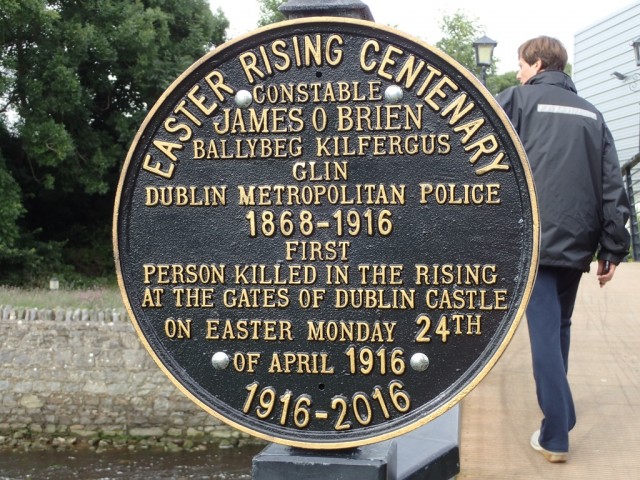 EASTER RISING CENTENARY
CONSTABLE
JAMES O BRIEN
BALLYBEG KILFERGUS
GLIN
DUBLIN METROPOLITAN POLICE
1868-1916
FIRST
PERSON KILLED IN THE RISING
AT THE GATES OF DUBLIN CASTLE
ON EASTER MONDAY 24TH
OF APRIL 1916
1916-2016